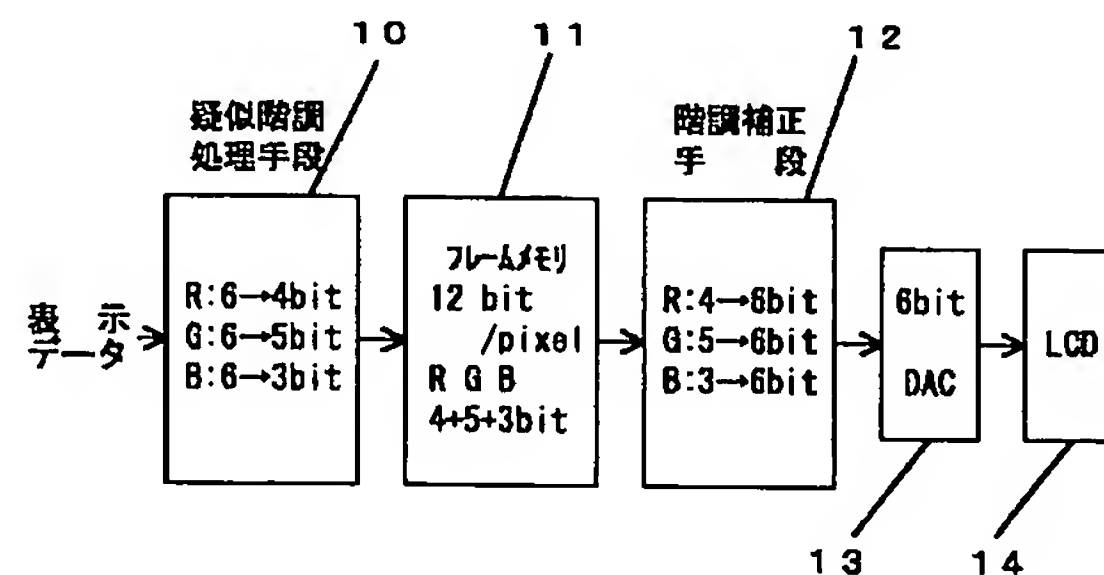 10
11
12
疑似階調
処理手段
階調補正
手 段
表 示
データ
R:6→4bit
G:6→5bit
B:6→3bit
フレームメモリ
12 bit
/pixel
R G B
4+5+3bit
R:4→6bit
G:5→6bit
B:3→6bit
6bit
DAC
LCD
13
14